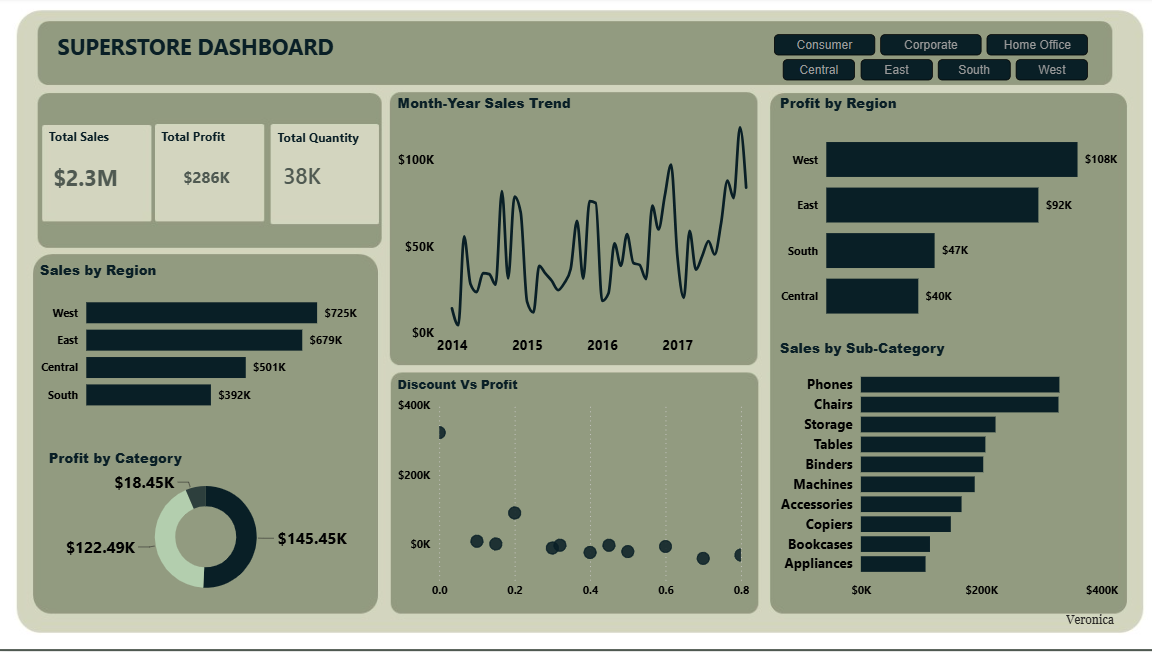 SUPERSTORE DASHBOARD
Consumer
Corporate
Home Office
Central
East
South
West
Total Sales
$2.3M
Total Profit
$286K
Total Quantity
38K
Sales by Region
West $725K
East $679K
Central $501K
South $392K
Profit by Category
$18.45K
$122.49K
$145.45K
Month-Year Sales Trend
$100K
$50K
$0K
2014 2015 2016 2017
Discount Vs Profit
$400K
$200K
$0K
0.0 0.2 0.4 0.6 0.8
Profit by Region
West $108K
East $92K
South $47K
Central $40K
Sales by Sub-Category
Phones
Chairs
Storage
Tables
Binders
Machines
Accessories
Copiers
Bookcases
Appliances
$0K $200K $400K
Veronica